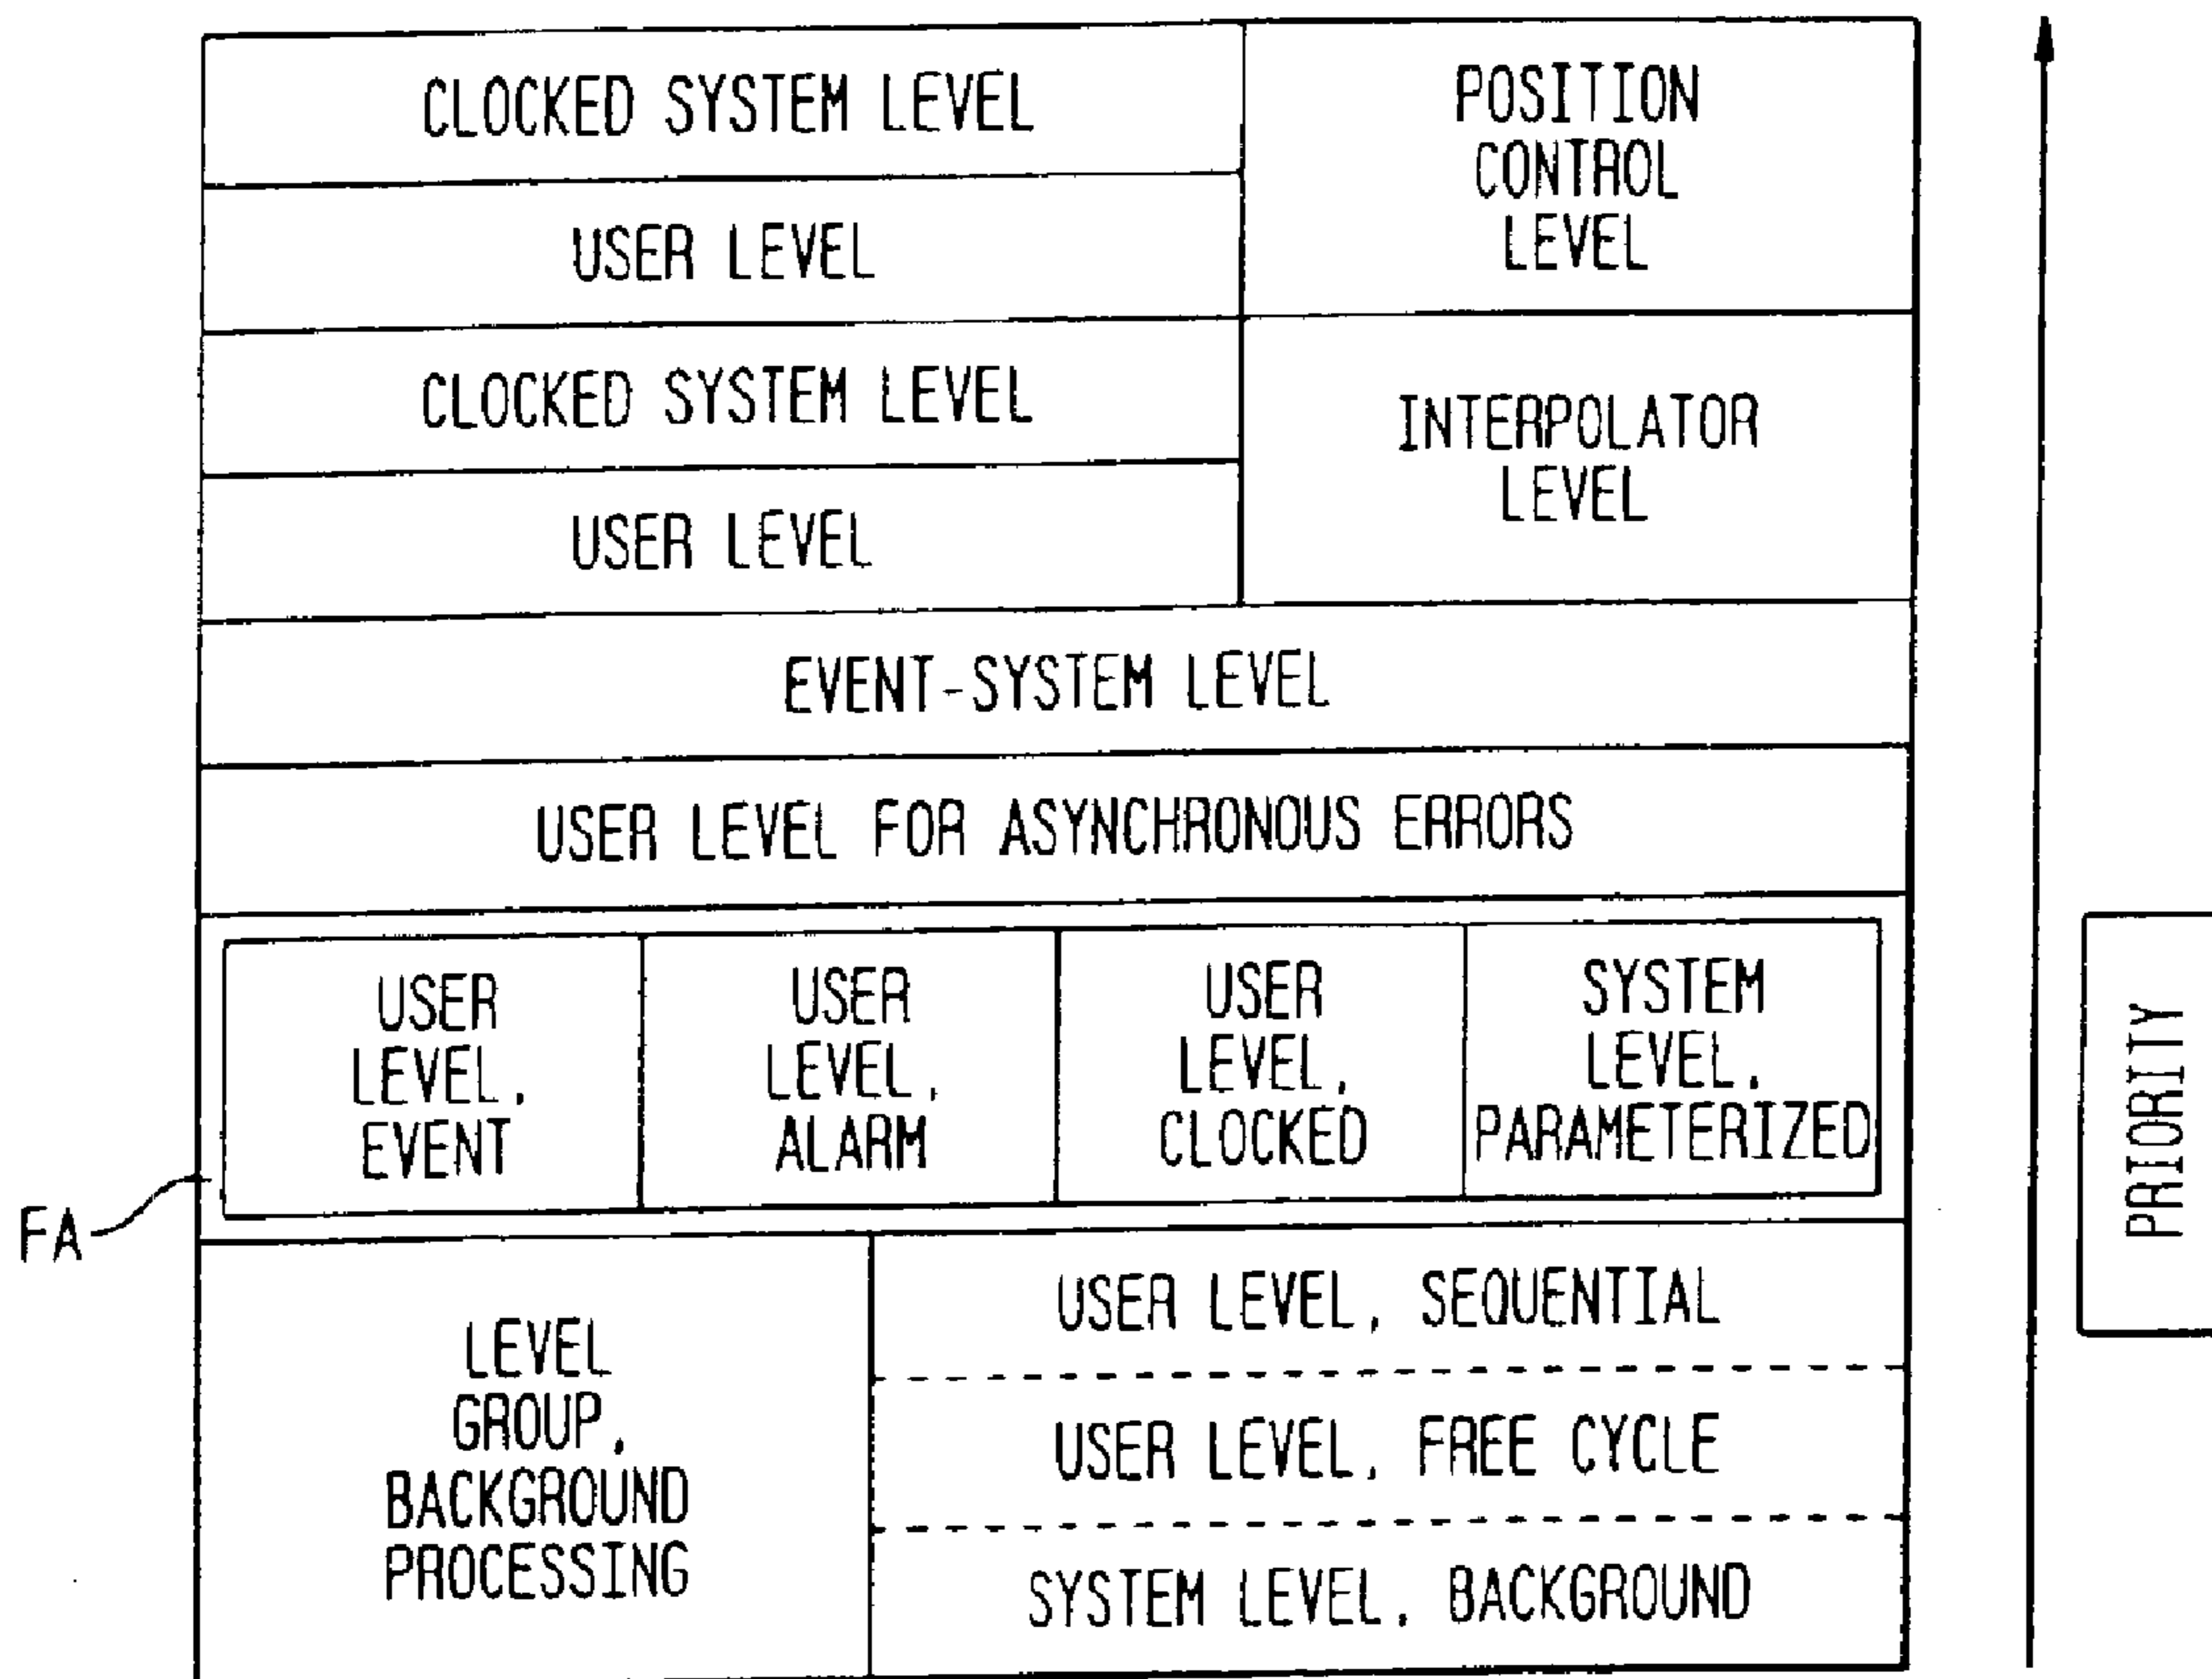 CLOCKED SYSTEM LEVEL
POSITION
CONTROL
LEVEL
USER LEVEL
CLOCKED SYSTEM LEVEL
INTERPOLATOR
LEVEL
USER LEVEL
EVENT-SYSTEM LEVEL
USER LEVEL FOR ASYNCHRONOUS ERRORS
USER
LEVEL,
EVENT
USER
LEVEL,
ALARM
USER
LEVEL,
CLOCKED
SYSTEM
LEVEL,
PARAMETERIZED
FA
LEVEL
GROUP,
BACKGROUND
PROCESSING
USER LEVEL, SEQUENTIAL
USER LEVEL, FREE CYCLE
SYSTEM LEVEL, BACKGROUND
PRIORITY